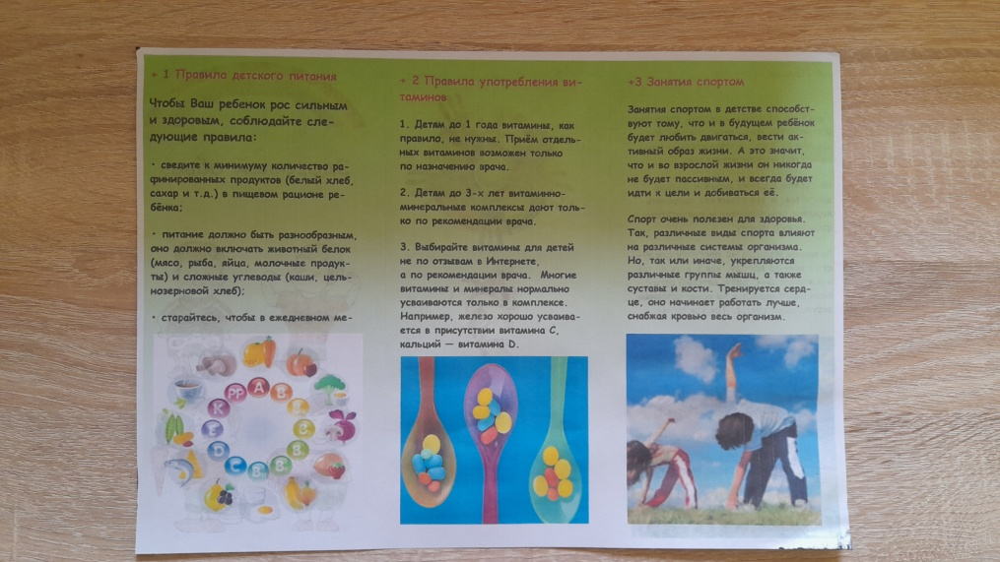 + 1 Правила детского питания
Чтобы Ваш ребенок рос сильным
и здоровым, соблюдайте сле-
дующие правила:
· сведите к минимуму количество ра-
финированных продуктов (белый хлеб,
сахар и т.д.) в пищевом рационе ре-
бёнка;
· питание должно быть разнообразным,
оно должно включать животный белок
(мясо, рыба, яйца, молочные продук-
ты) и сложные углеводы (каши, цель-
нозерновой хлеб);
· старайтесь, чтобы в ежедневном ме-
PP A B
K
E
D C B B B
+ 2 Правила употребления ви-
таминов
1. Детям до 1 года витамины, как
правило, не нужны. Приём отдель-
ных витаминов возможен только
по назначению врача.
2. Детям до 3-х лет витаминно-
минеральные комплексы дают толь-
ко по рекомендации врача.
3. Выбирайте витамины для детей
не по отзывам в Интернете,
а по рекомендации врача. Многие
витамины и минералы нормально
усваиваются только в комплексе.
Например, железо хорошо усваива-
ется в присутствии витамина С,
кальций — витамина D.
+3 Занятия спортом
Занятия спортом в детстве способст-
вуют тому, что и в будущем ребёнок
будет любить двигаться, вести ак-
тивный образ жизни. А это значит,
что и во взрослой жизни он никогда
не будет пассивным, и всегда будет
идти к цели и добиваться её.
Спорт очень полезен для здоровья.
Так, различные виды спорта влияют
на различные системы организма.
Но, так или иначе, укрепляются
различные группы мышц, а также
суставы и кости. Тренируется серд-
це, оно начинает работать лучше,
снабжая кровью весь организм.